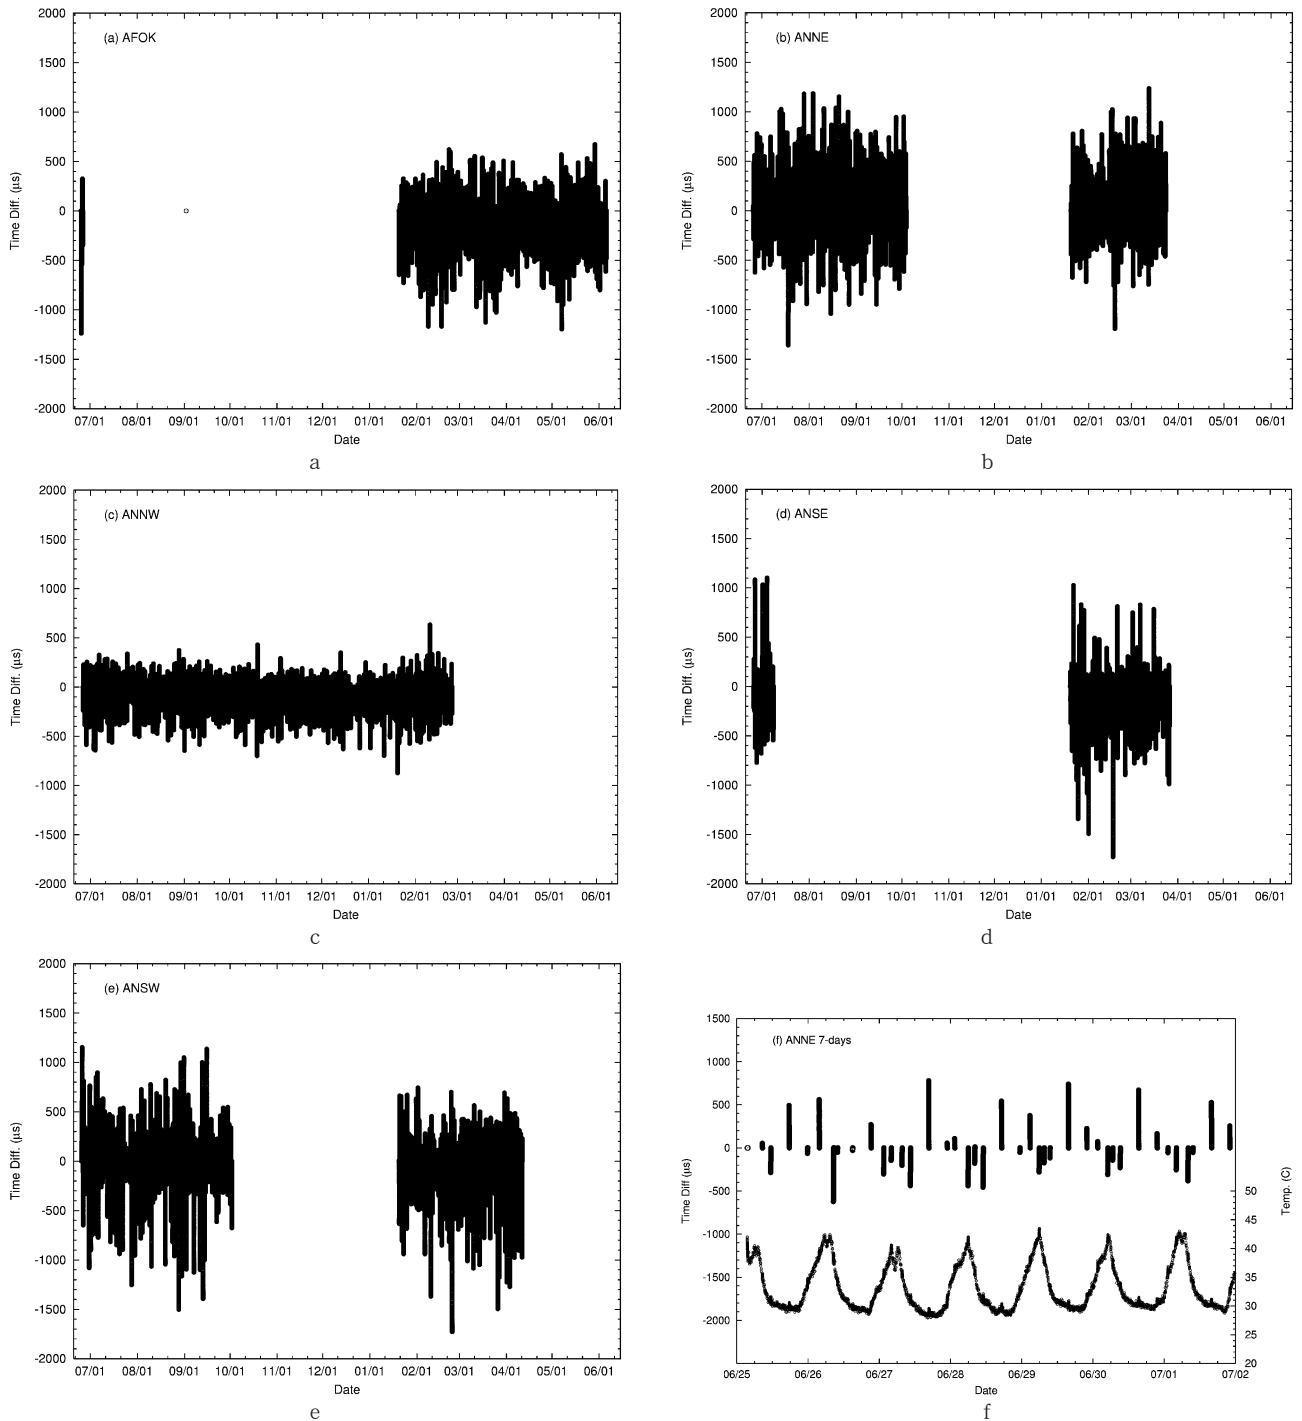 (a) AFOK
2000
1500
1000
500
0
-500
-1000
-1500
-2000
Time Diff. (μs)
07/01 08/01 09/01 10/01 11/01 12/01 01/01 02/01 03/01 04/01 05/01 06/01
Date
a
(b) ANNE
2000
1500
1000
500
0
-500
-1000
-1500
-2000
Time Diff. (μs)
07/01 08/01 09/01 10/01 11/01 12/01 01/01 02/01 03/01 04/01 05/01 06/01
Date
b
(c) ANNW
2000
1500
1000
500
0
-500
-1000
-1500
-2000
Time Diff. (μs)
07/01 08/01 09/01 10/01 11/01 12/01 01/01 02/01 03/01 04/01 05/01 06/01
Date
c
(d) ANSE
2000
1500
1000
500
0
-500
-1000
-1500
-2000
Time Diff. (μs)
07/01 08/01 09/01 10/01 11/01 12/01 01/01 02/01 03/01 04/01 05/01 06/01
Date
d
(e) ANSW
2000
1500
1000
500
0
-500
-1000
-1500
-2000
Time Diff. (μs)
07/01 08/01 09/01 10/01 11/01 12/01 01/01 02/01 03/01 04/01 05/01 06/01
Date
e
(f) ANNE 7-days
1500
1000
500
0
-500
-1000
-1500
-2000
Time Diff (μs)
50
45
40
35
30
25
20
Temp. (C)
06/25 06/26 06/27 06/28 06/29 06/30 07/01 07/02
Date
f